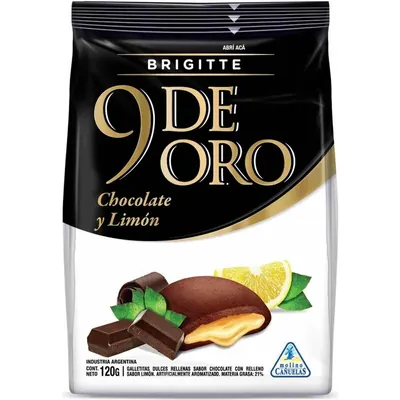 ABRÍ ACÁ
BRIGITTE
9 DE
ORO
Chocolate
y Limón
INDUSTRIA ARGENTINA
CONT. NETO 120G
GALLETITAS DULCES RELLENAS SABOR CHOCOLATE CON RELLENO
SABOR LIMÓN. ARTIFICIALMENTE AROMATIZADO. MATERIA GRASA: 21%
molino
CAÑUELAS